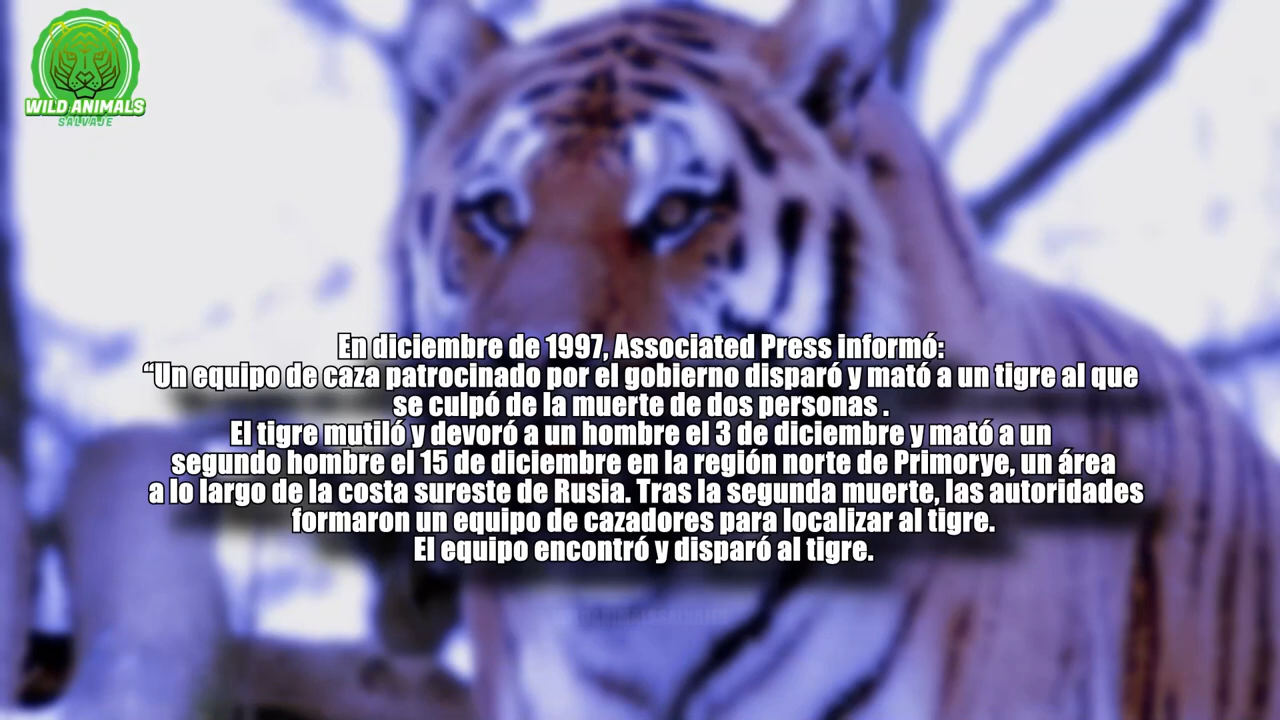 WILD ANIMALS
SALVAJE
En diciembre de 1997, Associated Press informó:
“Un equipo de caza patrocinado por el gobierno disparó y mató a un tigre al que
se culpó de la muerte de dos personas .
El tigre mutiló y devoró a un hombre el 3 de diciembre y mató a un
segundo hombre el 15 de diciembre en la región norte de Primorye, un área
a lo largo de la costa sureste de Rusia. Tras la segunda muerte, las autoridades
formaron un equipo de cazadores para localizar al tigre.
El equipo encontró y disparó al tigre.